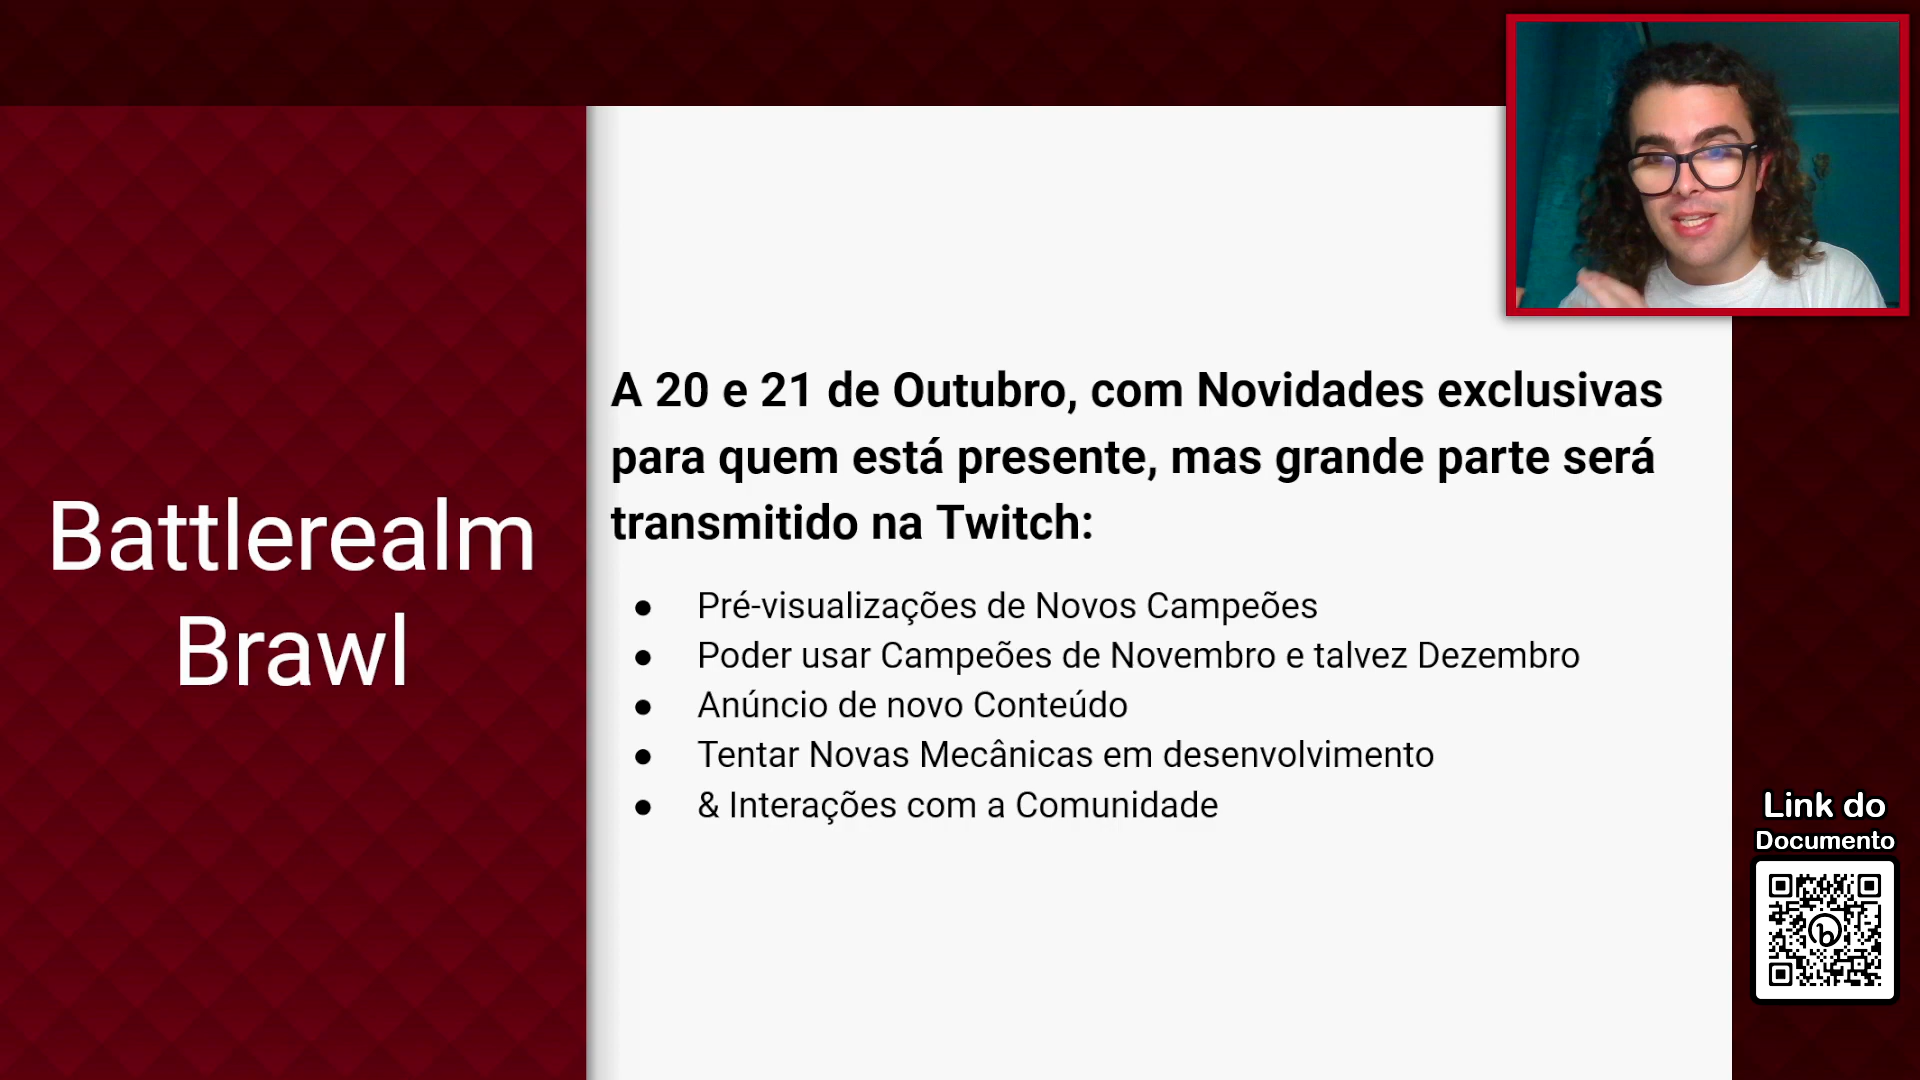 Battlerealm
Brawl
A 20 e 21 de Outubro, com Novidades exclusivas
para quem está presente, mas grande parte será
transmitido na Twitch:
● Pré-visualizações de Novos Campeões
● Poder usar Campeões de Novembro e talvez Dezembro
● Anúncio de novo Conteúdo
● Tentar Novas Mecânicas em desenvolvimento
● & Interações com a Comunidade
Link do
Documento